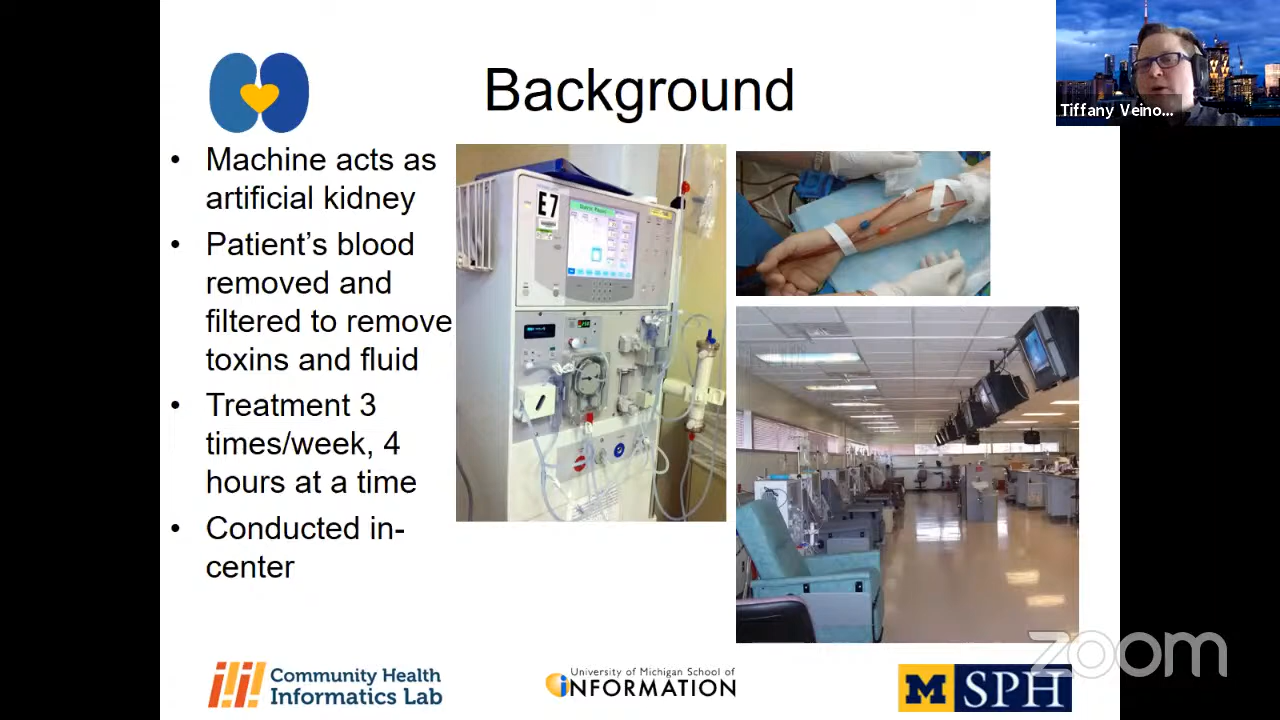 Background
Tiffany Veino...
• Machine acts as
artificial kidney
• Patient’s blood
removed and
filtered to remove
toxins and fluid
• Treatment 3
times/week, 4
hours at a time
• Conducted in-
center
E7
Community Health
Informatics Lab
University of Michigan School of
INFORMATION
M SPH
zoom